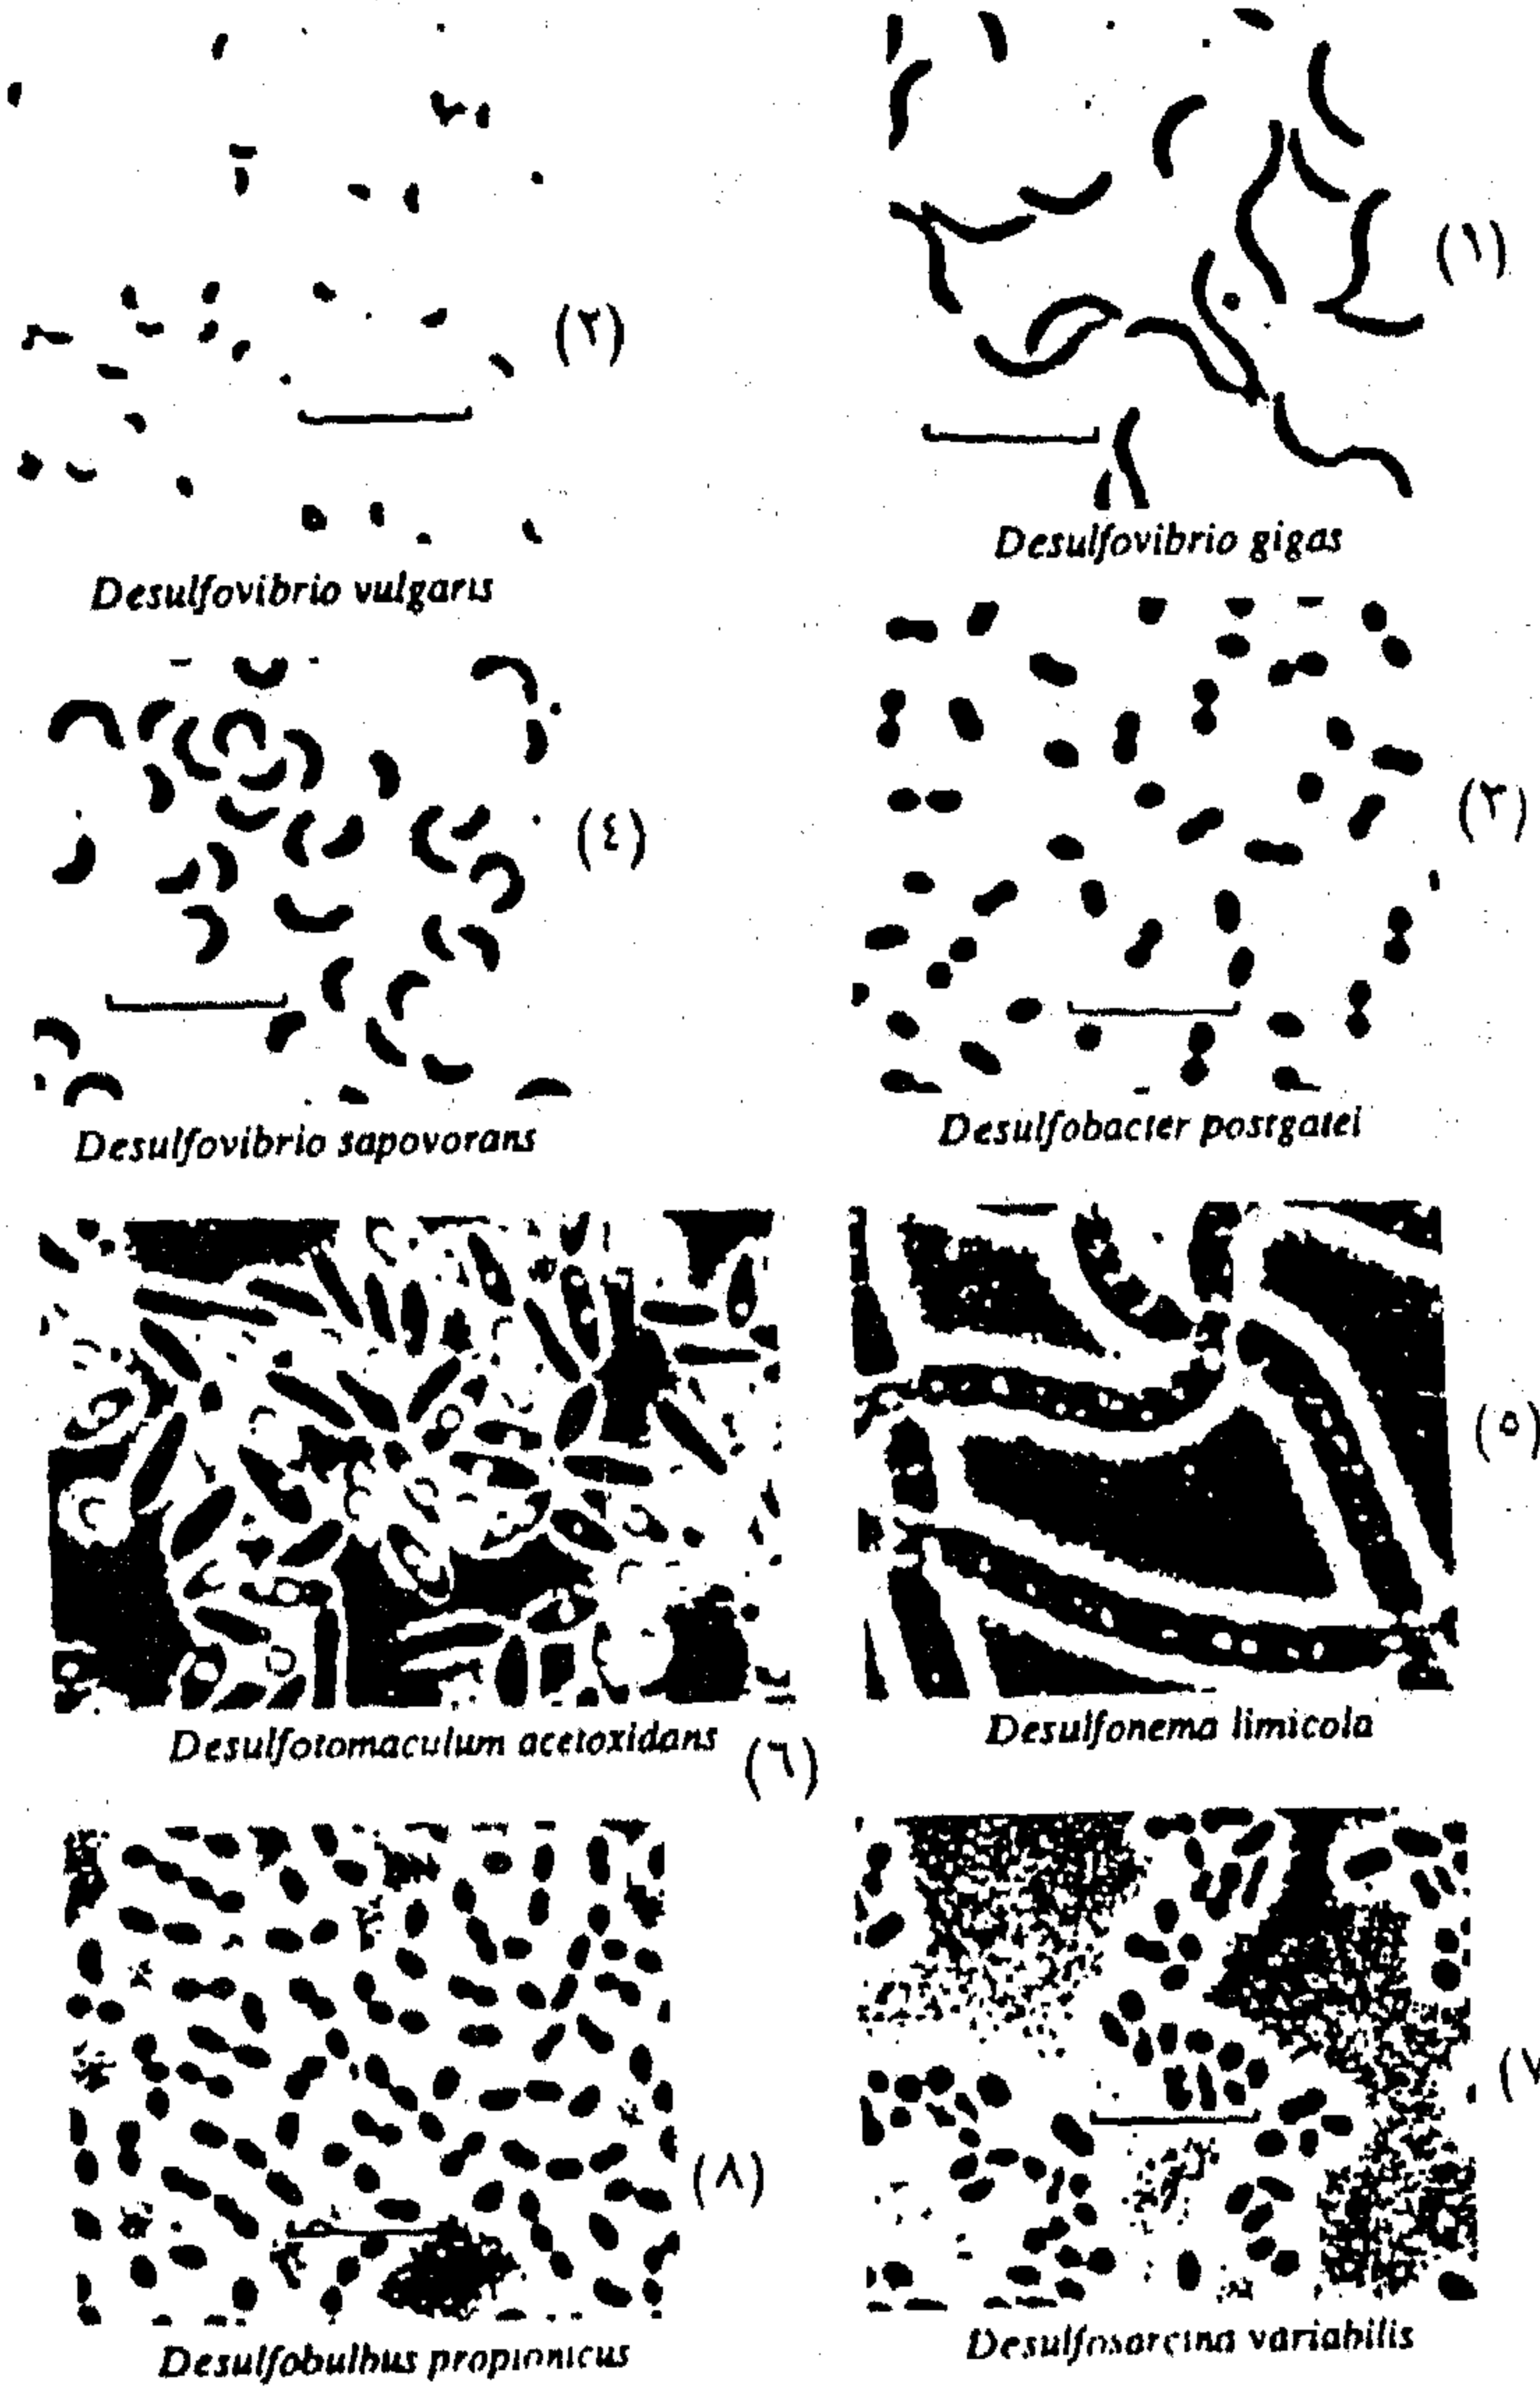 (١)
Desulfovibrio gigas
(٢)
Desulfovibrio vulgaris
(٣)
Desulfobacter postgatei
(٤)
Desulfovibrio sapovorans
(٥)
Desulfonema limicola
(٦)
Desulfotomaculum acetoxidans
(٧
Desulfosarcina variabilis
(٨)
Desulfobulbus propionicus